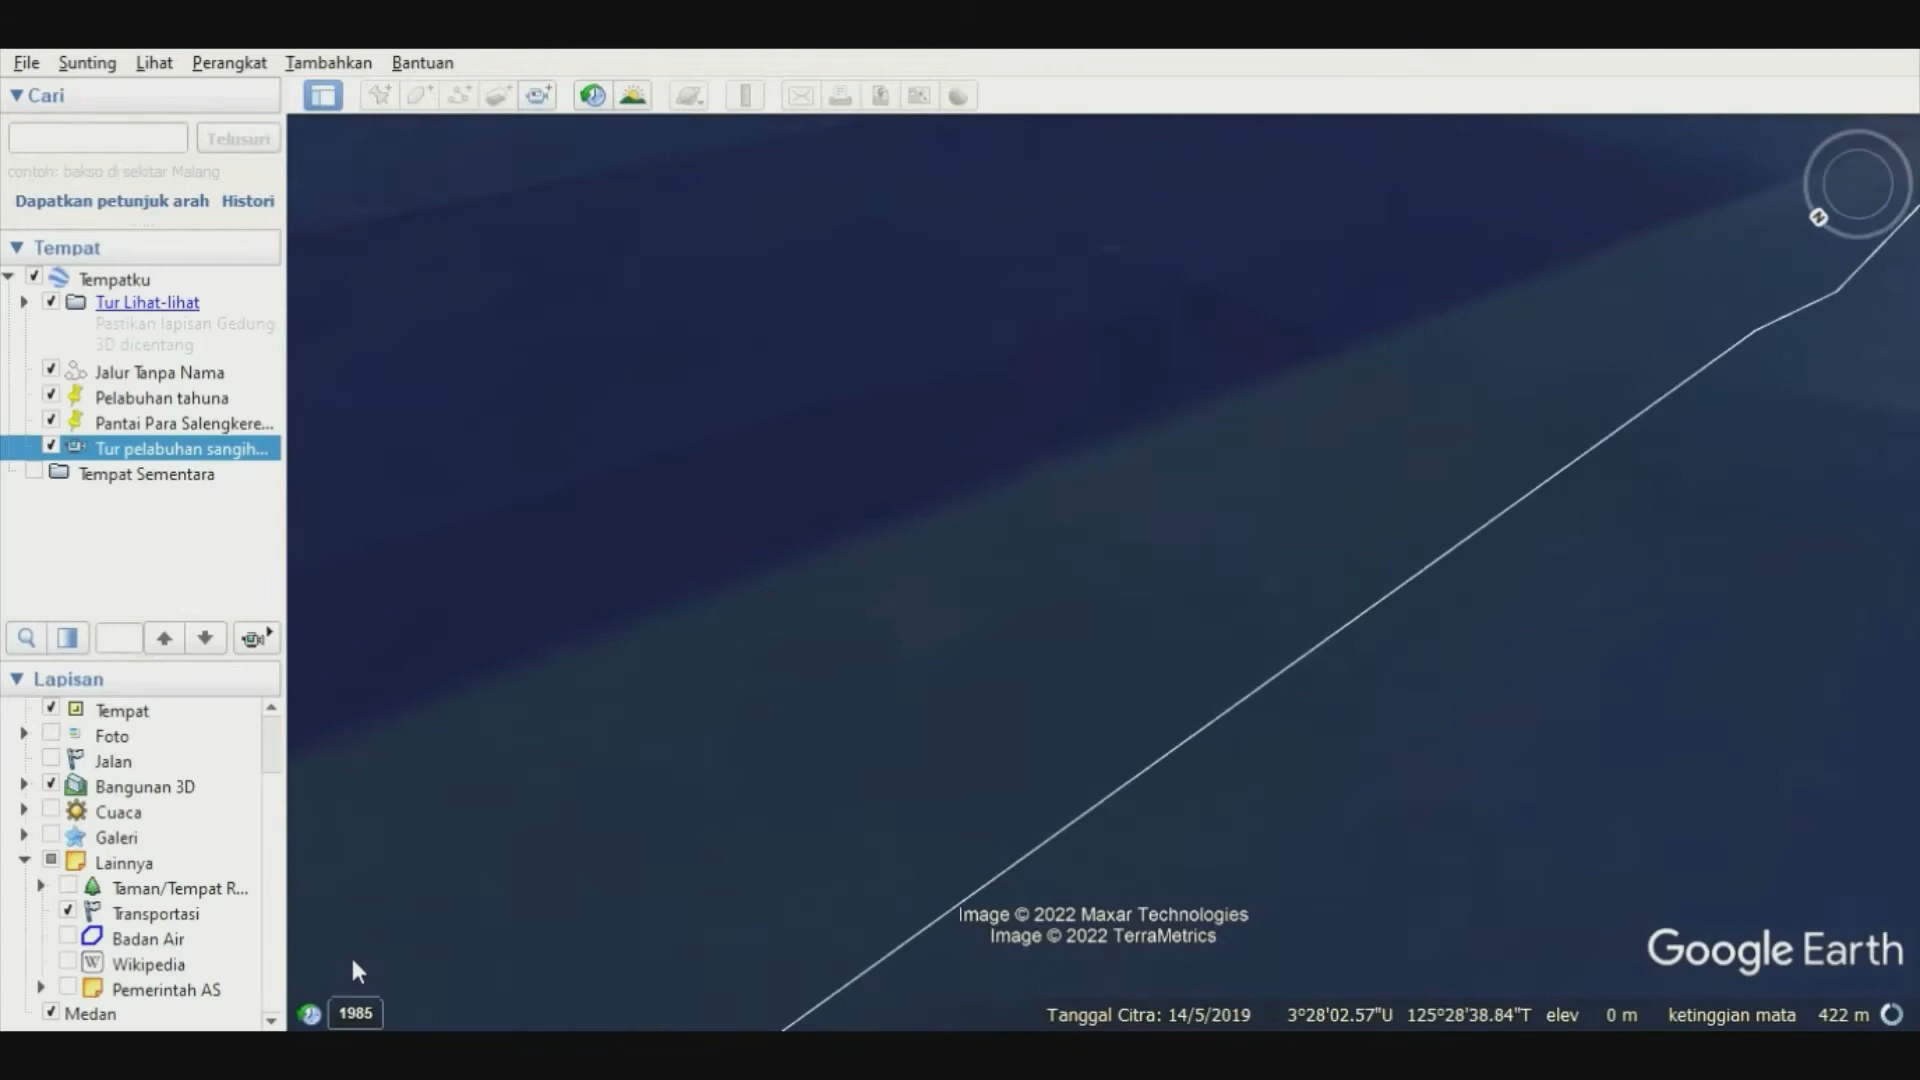 File Sunting Lihat Perangkat Tambahkan Bantuan
Cari
Telusuri
contoh: bakso di sekitar Malang
Dapatkan petunjuk arah Histori
Tempat
Tempatku
Tur Lihat-lihat
Pastikan lapisan Gedung
3D dicentang
Jalur Tanpa Nama
Pelabuhan tahuna
Pantai Para Salengkere...
Tur pelabuhan sangih...
Tempat Sementara
Lapisan
Tempat
Foto
Jalan
Bangunan 3D
Cuaca
Galeri
Lainnya
Taman/Tempat R...
Transportasi
Badan Air
W Wikipedia
Pemerintah AS
Medan
N
Image © 2022 Maxar Technologies
Image © 2022 TerraMetrics
Google Earth
1985
Tanggal Citra: 14/5/2019 3°28'02.57"U 125°28'38.84"T elev 0 m ketinggian mata 422 m